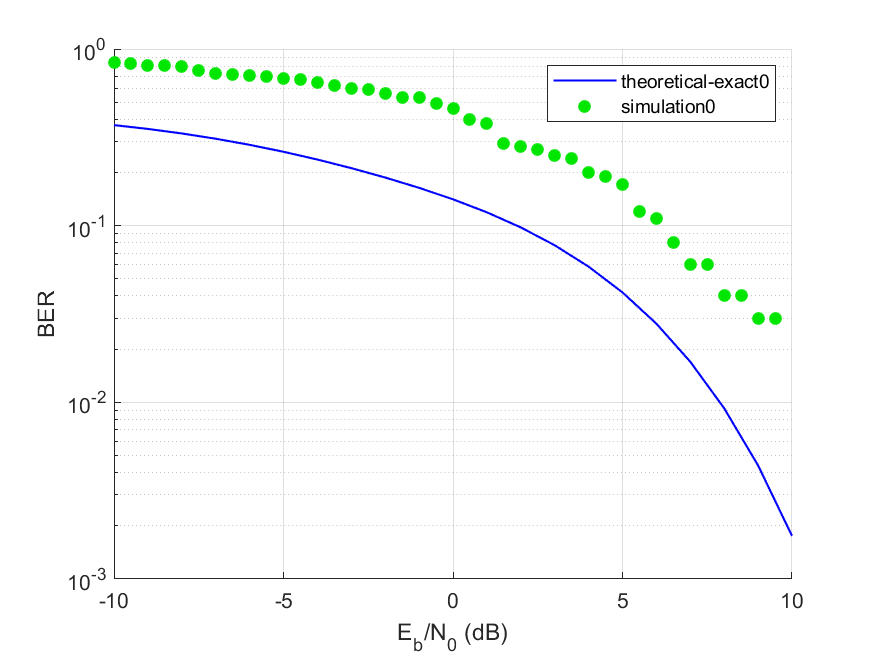 theoretical-exact0
simulation0
10^0
10^-1
10^-2
10^-3
BER
-10 -5 0 5 10
E_b/N_0 (dB)